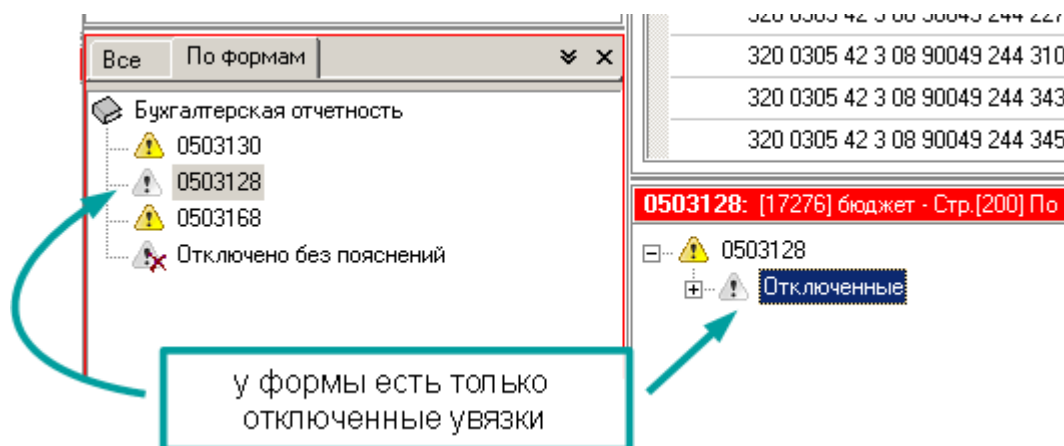 Все
По формам
Бухгалтерская отчетность
0503130
0503128
0503168
Отключено без пояснений
320 0305 42 3 08 90049 244 310
320 0305 42 3 08 90049 244 343
320 0305 42 3 08 90049 244 345
0503128: [17276] бюджет - Стр.[200] По
0503128
Отключенные
у формы есть только
отключенные увязки